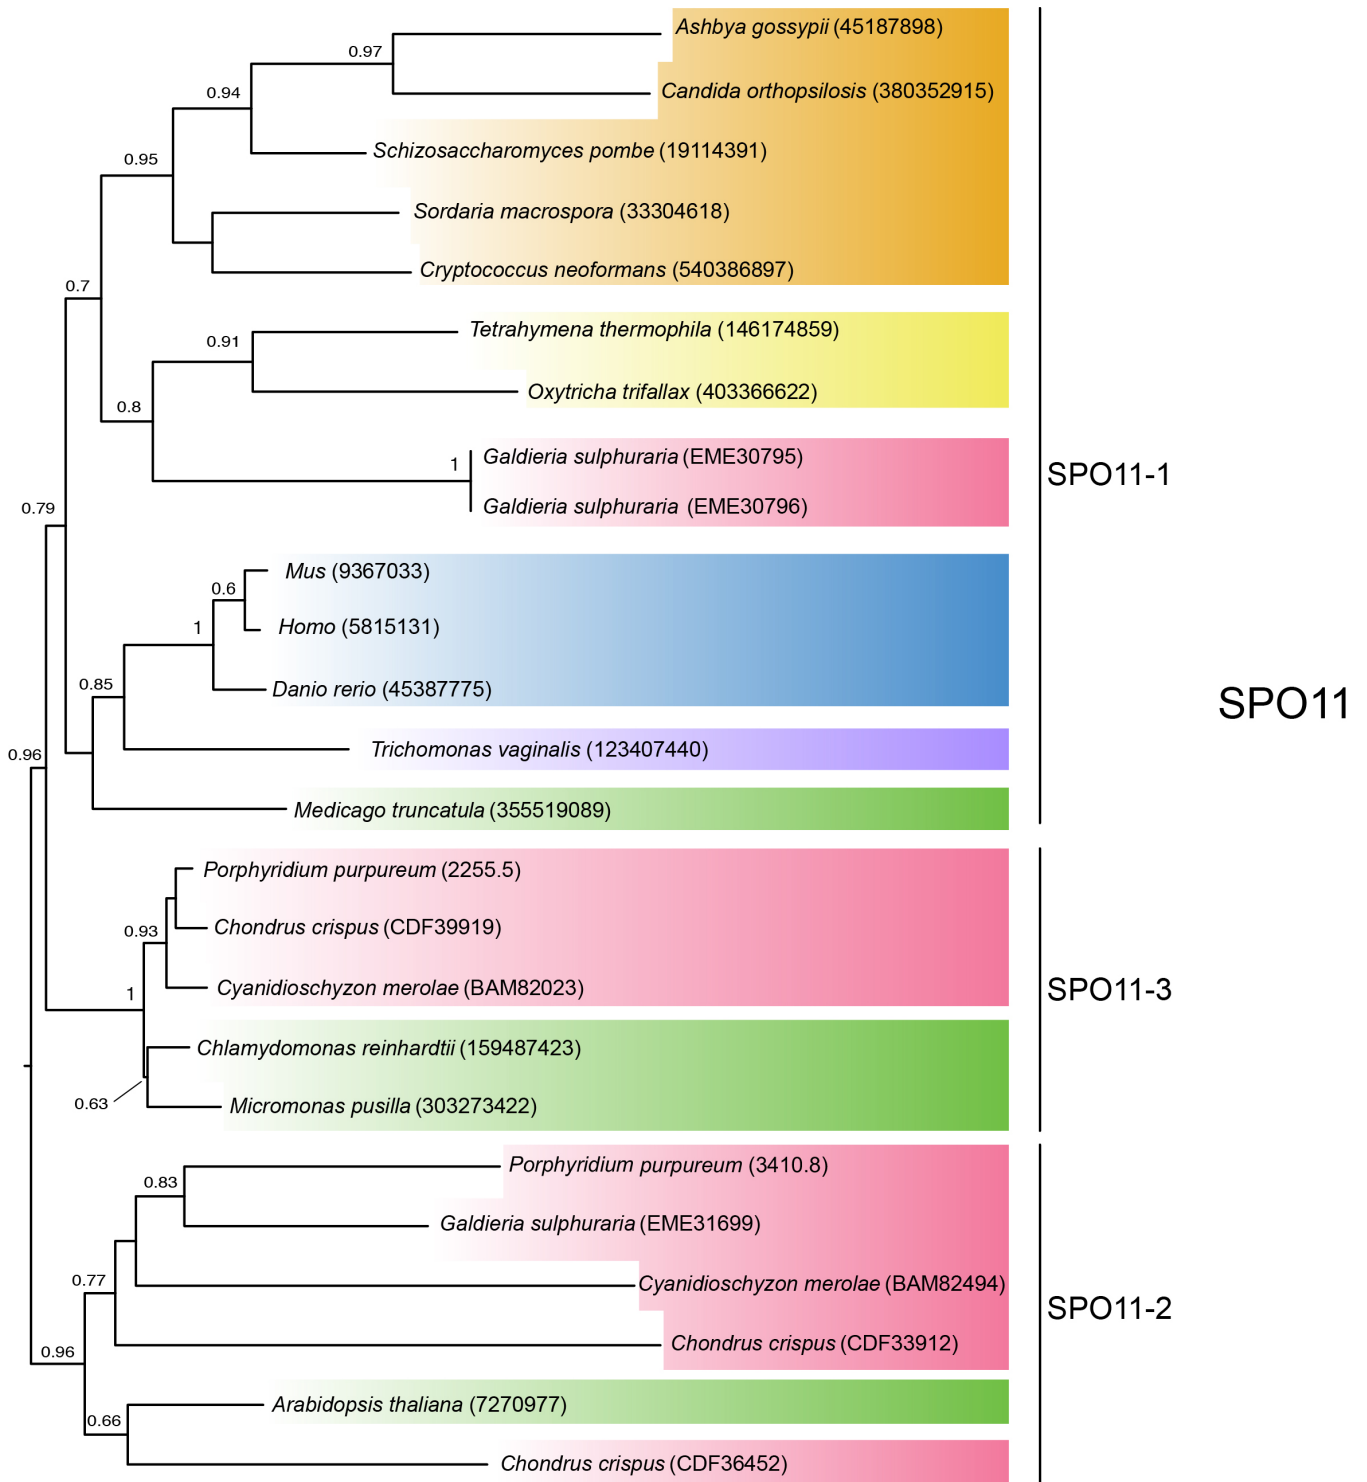 Ashbya gossypii (45187898)
0.97
Candida orthopsilosis (380352915)
0.94
Schizosaccharomyces pombe (19114391)
0.95
Sordaria macrospora (33304618)
Cryptococcus neoformans (540386897)
0.7
Tetrahymena thermophila (146174859)
0.91
Oxytricha trifallax (403366622)
0.8
Galdieria sulphuraria (EME30795)
1
SPO11-1
Galdieria sulphuraria (EME30796)
0.79
Mus (9367033)
0.6
Homo (5815131)
1
Danio rerio (45387775)
0.85
SPO11
Trichomonas vaginalis (123407440)
0.96
Medicago truncatula (355519089)
Porphyridium purpureum (2255.5)
Chondrus crispus (CDF39919)
0.93
Cyanidioschyzon merolae (BAM82023)
1
SPO11-3
Chlamydomonas reinhardtii (159487423)
0.63
Micromonas pusilla (303273422)
Porphyridium purpureum (3410.8)
0.83
Galdieria sulphuraria (EME31699)
Cyanidioschyzon merolae (BAM82494)
0.77
SPO11-2
Chondrus crispus (CDF33912)
0.96
Arabidopsis thaliana (7270977)
0.66
Chondrus crispus (CDF36452)